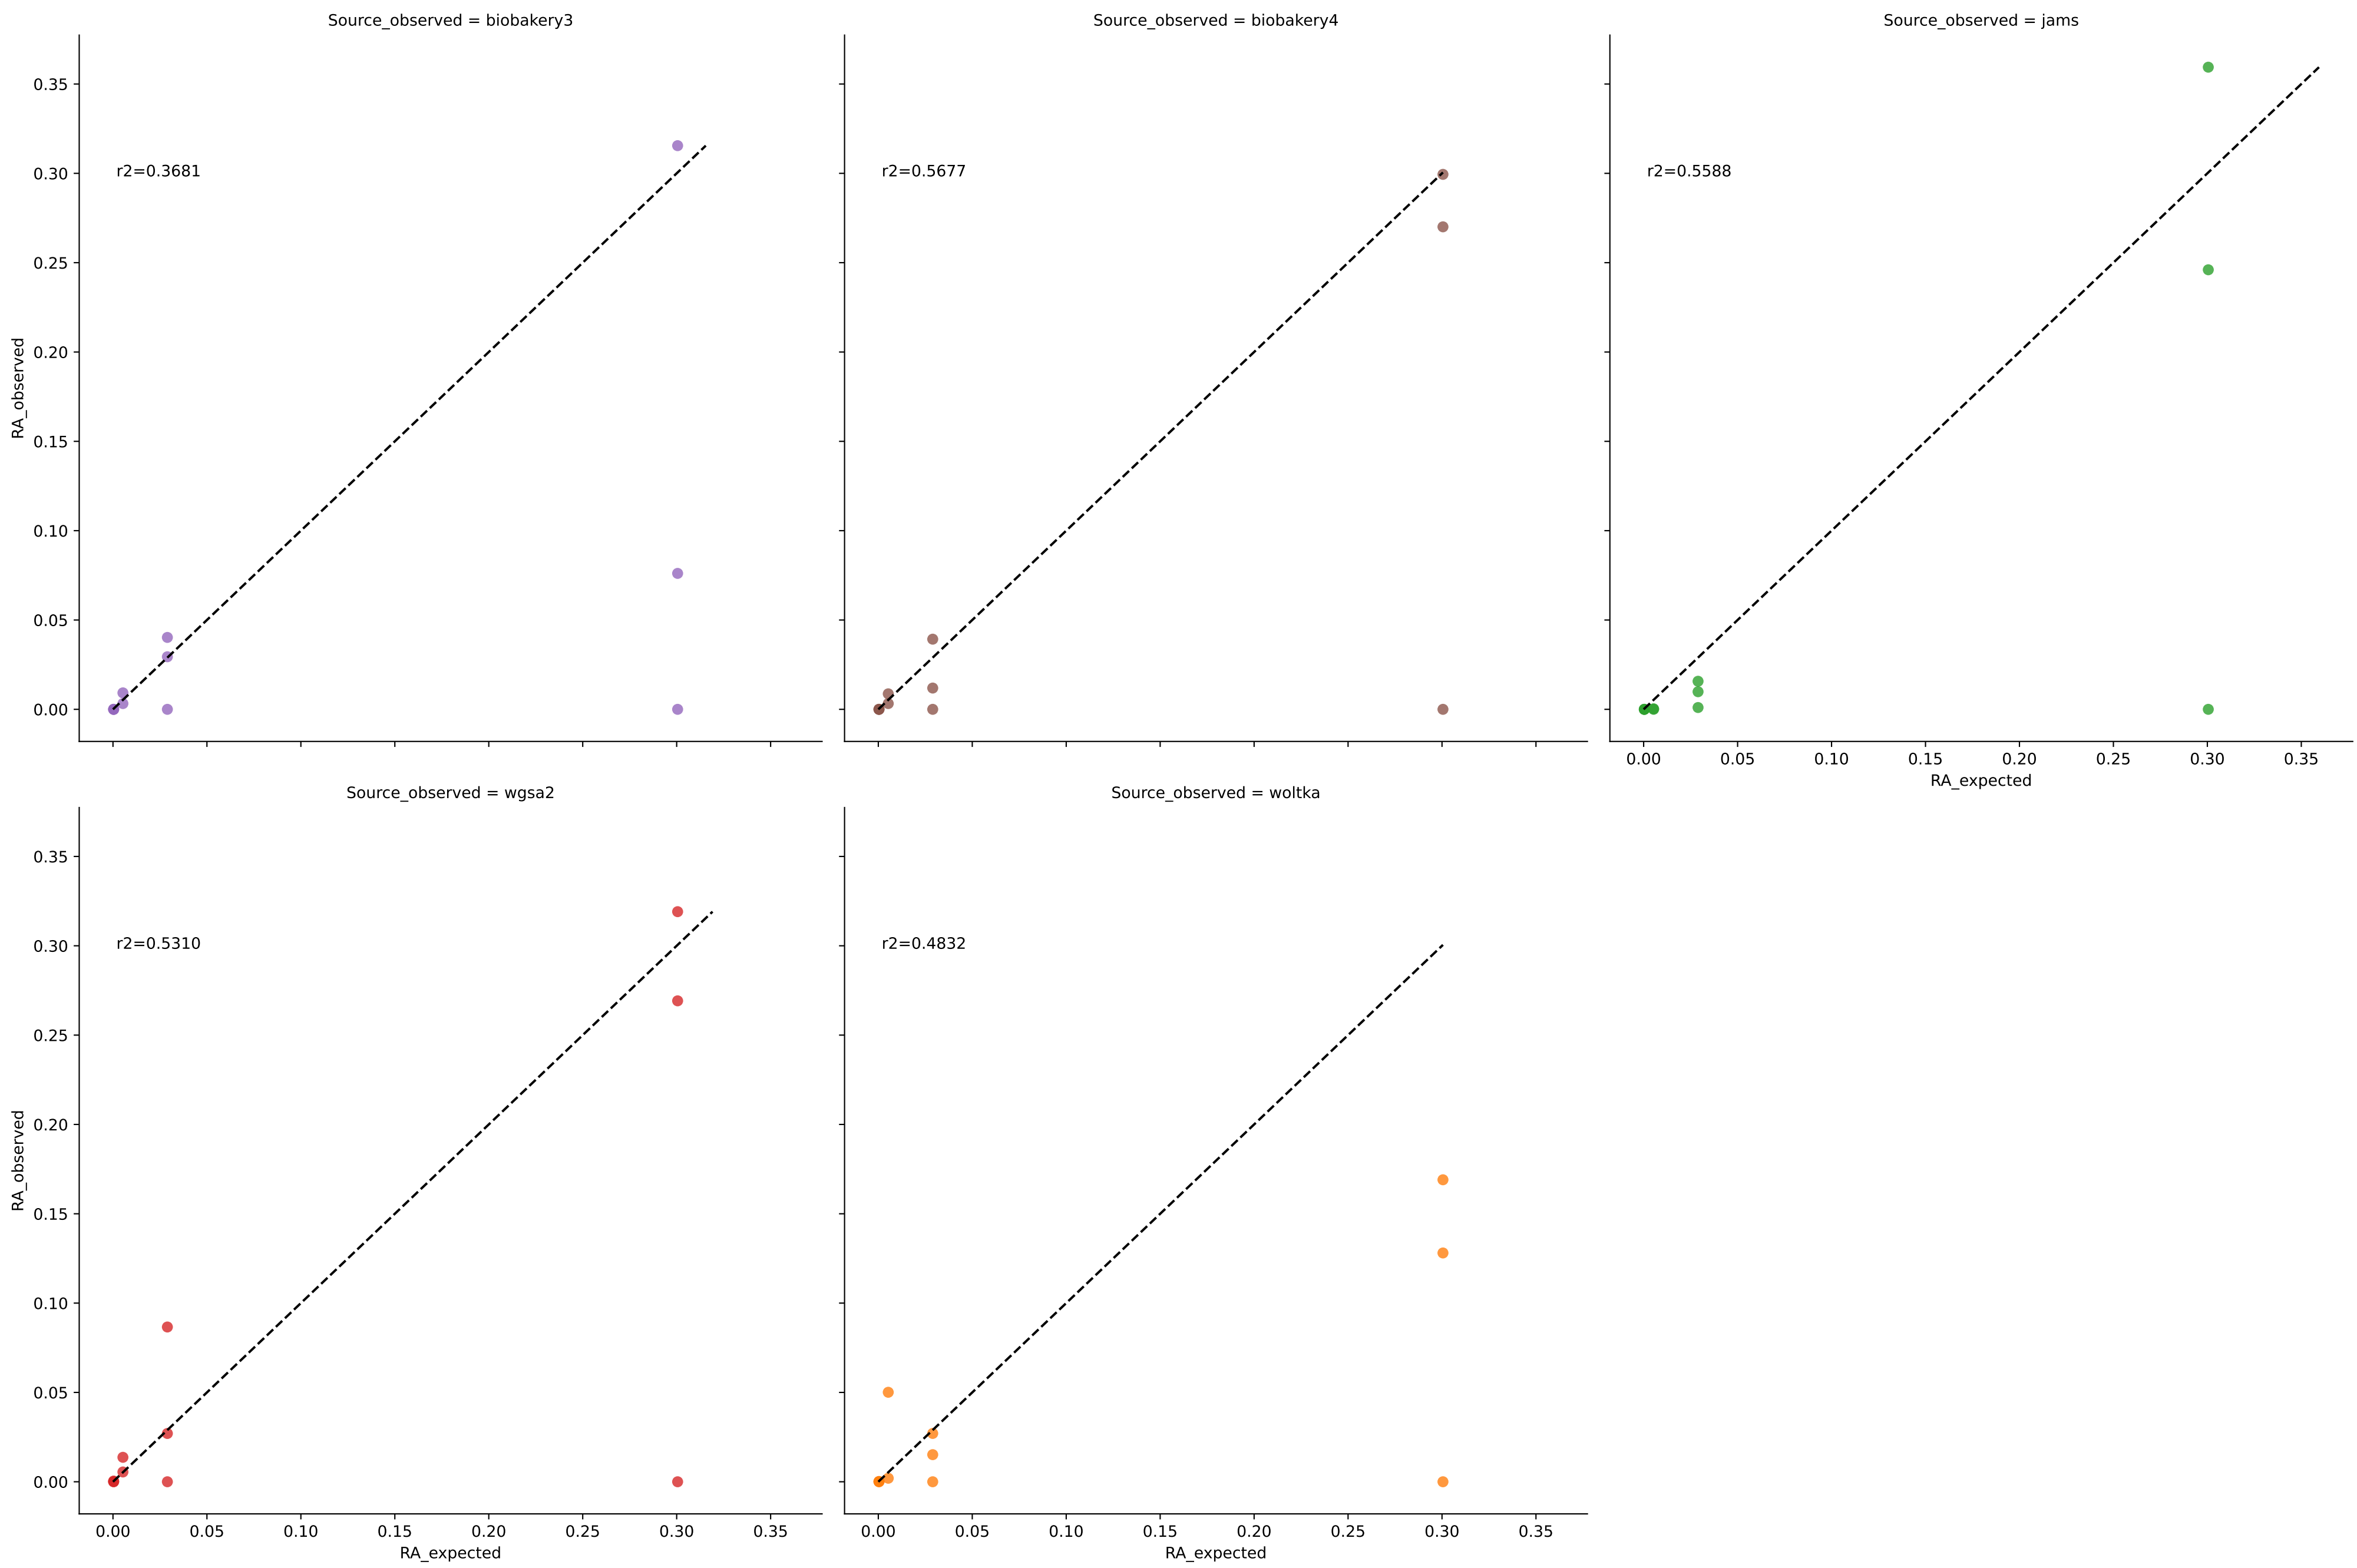 Source_observed = biobakery3
Source_observed = biobakery4
Source_observed = jams
0.35
0.30
0.25
0.20
0.15
0.10
0.05
0.00
RA_observed
r2=0.3681
r2=0.5677
r2=0.5588
0.00 0.05 0.10 0.15 0.20 0.25 0.30 0.35
RA_expected
Source_observed = wgsa2
Source_observed = woltka
0.35
0.30
0.25
0.20
0.15
0.10
0.05
0.00
RA_observed
r2=0.5310
r2=0.4832
0.00 0.05 0.10 0.15 0.20 0.25 0.30 0.35
RA_expected
0.00 0.05 0.10 0.15 0.20 0.25 0.30 0.35
RA_expected